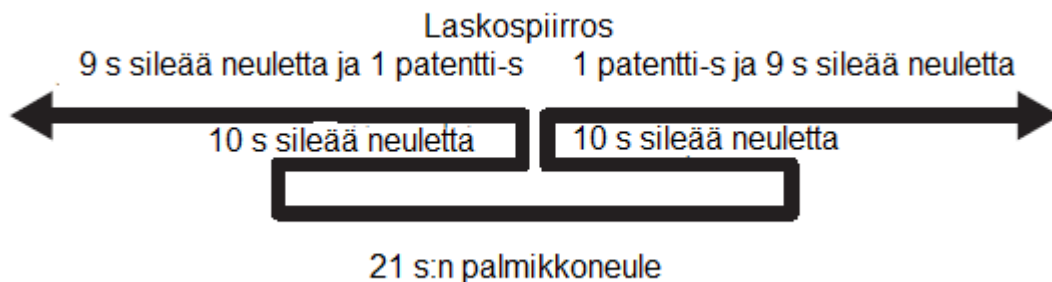 Laskospiirros
9 s sileää neuletta ja 1 patentti-s 1 patentti-s ja 9 s sileää neuletta
10 s sileää neuletta 10 s sileää neuletta
21 s:n palmikkoneule